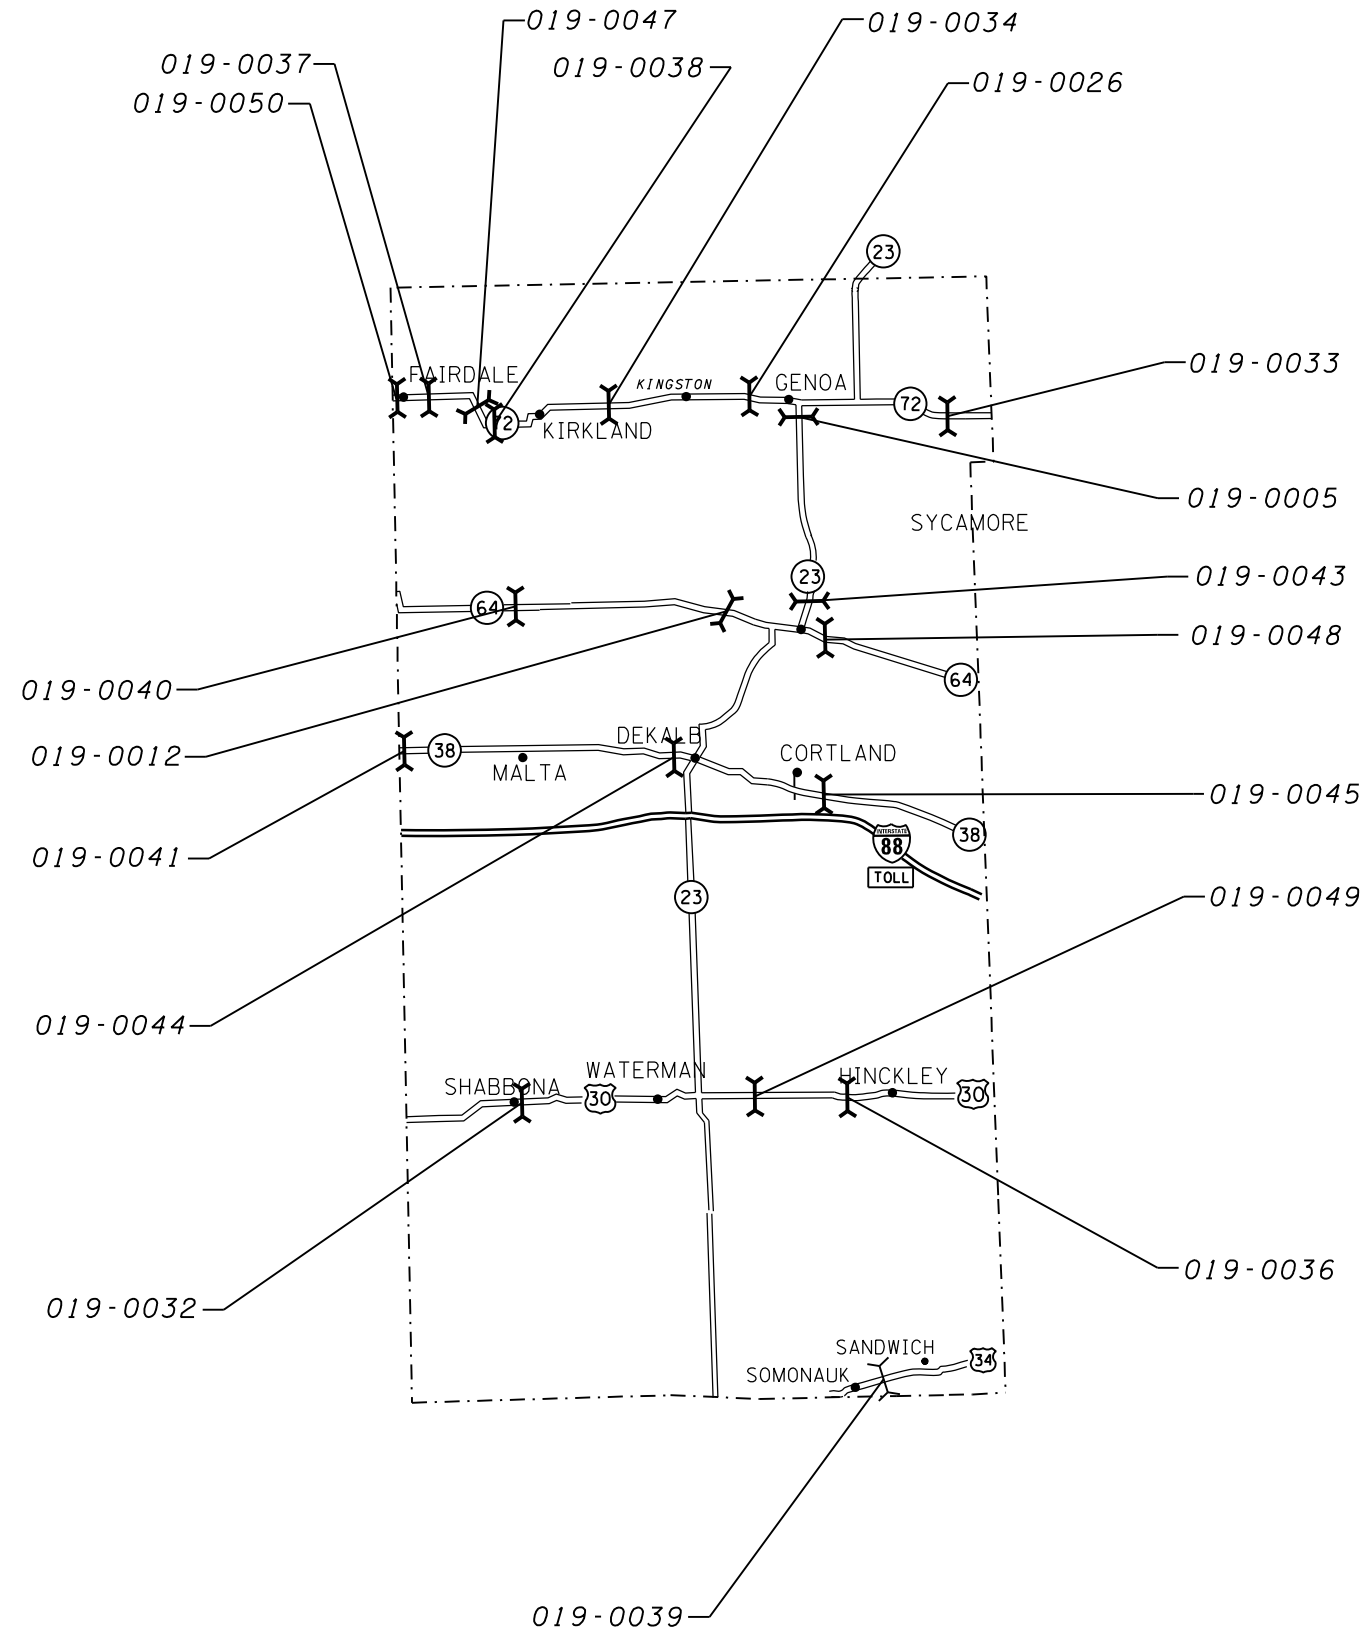 019-0047
019-0034
019-0037
019-0038
019-0026
019-0050
23
019-0033
FAIRDALE
KINGSTON
GENOA
72
72
KIRKLAND
019-0005
SYCAMORE
23
019-0043
64
019-0048
64
019-0040
DEKALB
019-0012
38
CORTLAND
MALTA
019-0045
38
INTERSTATE
88
TOLL
019-0041
23
019-0049
019-0044
WATERMAN
HINCKLEY
SHABBONA
30
30
019-0036
019-0032
SANDWICH
34
SOMONAUK
019-0039